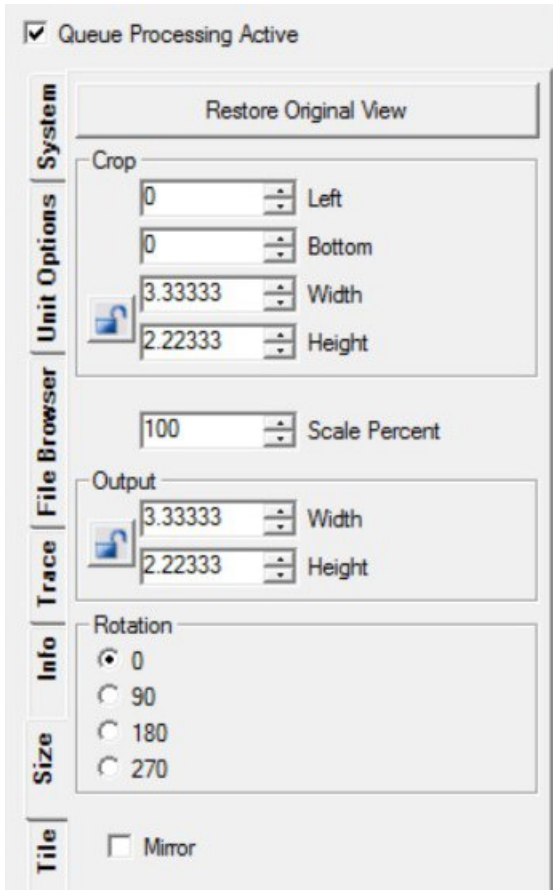 Queue Processing Active
System
Unit Options
File Browser
Trace
Info
Size
Tile
Restore Original View
Crop
0 Left
0 Bottom
3.33333 Width
2.22333 Height
100 Scale Percent
Output
3.33333 Width
2.22333 Height
Rotation
0
90
180
270
Mirror